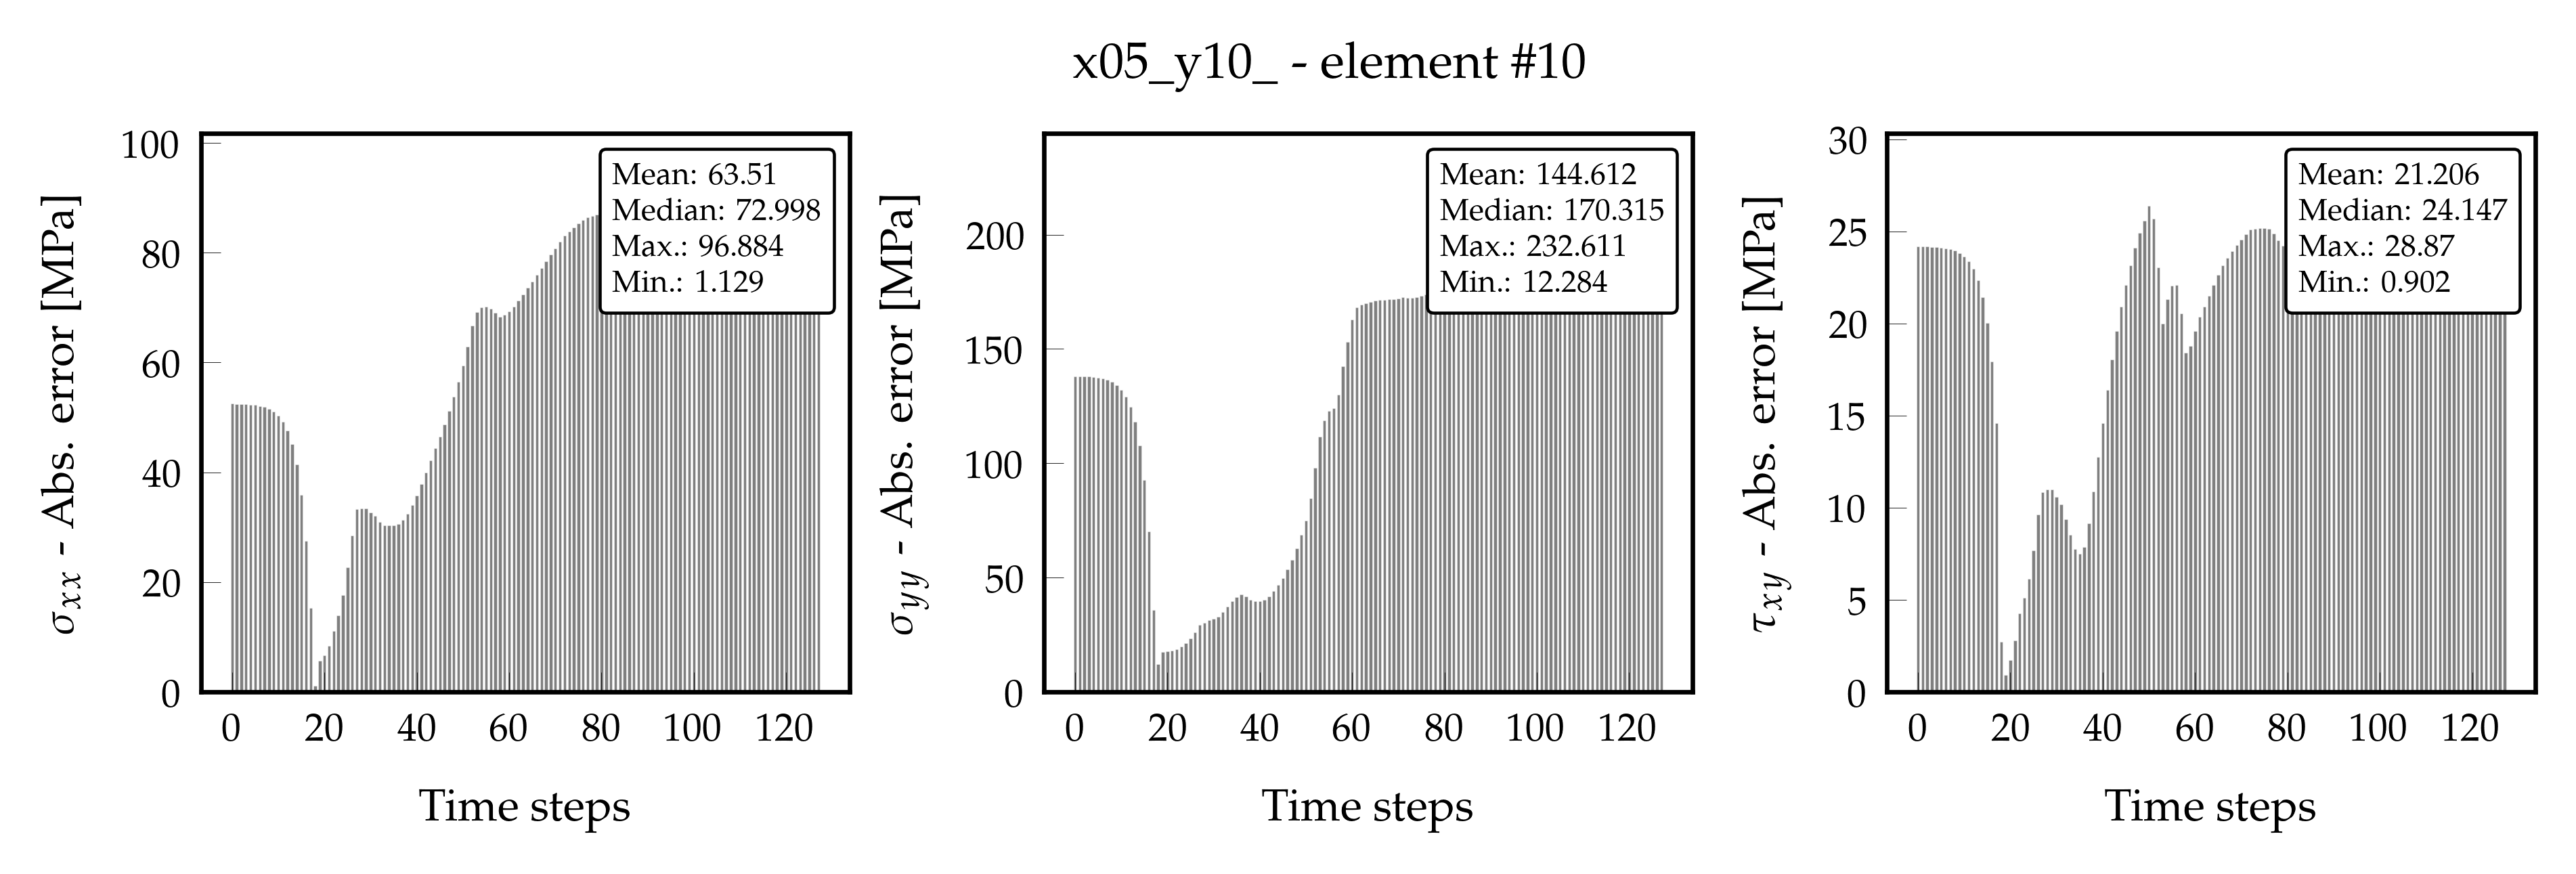 x05_y10_ - element #10
σxx - Abs. error [MPa]
100
80
60
40
20
0
Mean: 63.51
Median: 72.998
Max.: 96.884
Min.: 1.129
0 20 40 60 80 100 120
Time steps
σyy - Abs. error [MPa]
200
150
100
50
0
Mean: 144.612
Median: 170.315
Max.: 232.611
Min.: 12.284
0 20 40 60 80 100 120
Time steps
τxy - Abs. error [MPa]
30
25
20
15
10
5
0
Mean: 21.206
Median: 24.147
Max.: 28.87
Min.: 0.902
0 20 40 60 80 100 120
Time steps